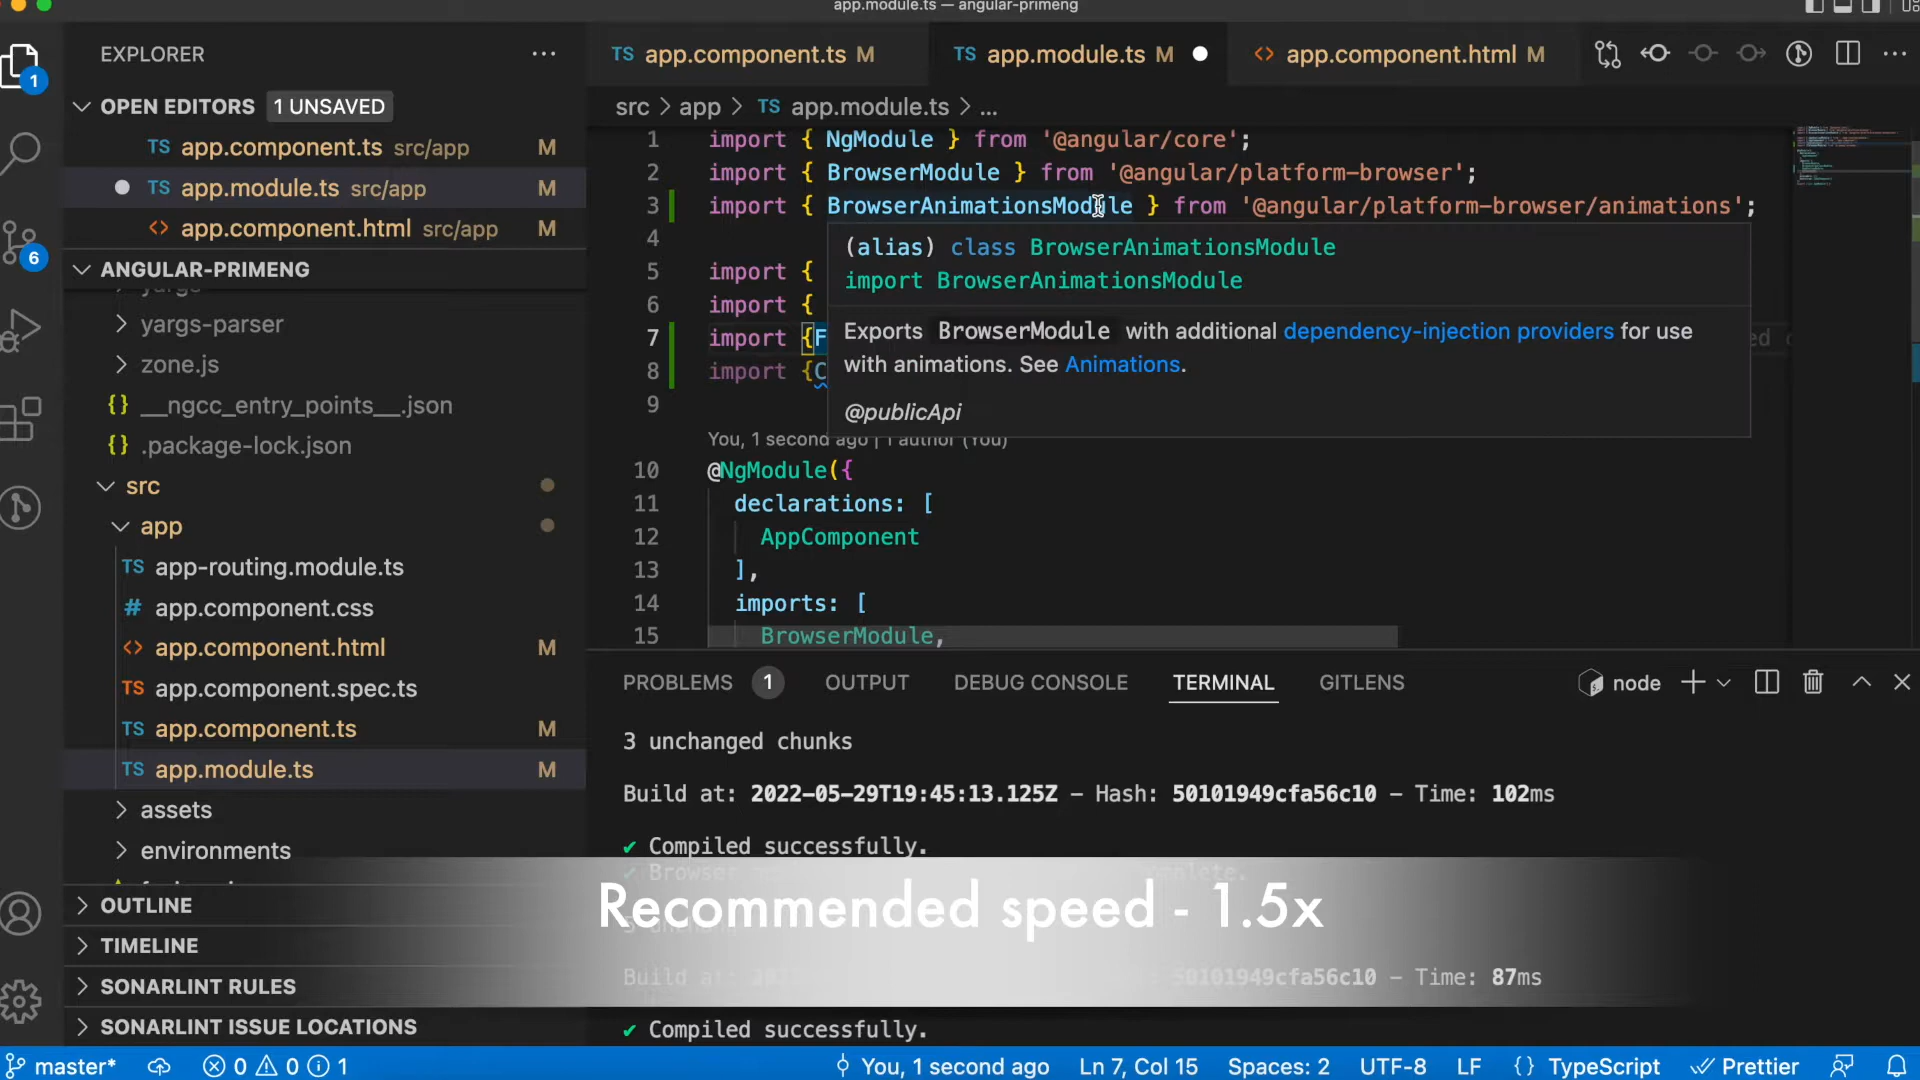 app.module.ts — angular-primeng
EXPLORER
OPEN EDITORS 1 UNSAVED
TS app.component.ts src/app M
TS app.module.ts src/app M
<> app.component.html src/app M
ANGULAR-PRIMENG
yargs
yargs-parser
zone.js
{} __ngcc_entry_points__.json
{} .package-lock.json
src
app
TS app-routing.module.ts
# app.component.css
<> app.component.html M
TS app.component.spec.ts
TS app.component.ts M
TS app.module.ts M
assets
environments
OUTLINE
TIMELINE
SONARLINT RULES
SONARLINT ISSUE LOCATIONS
1
6
TS app.component.ts M
TS app.module.ts M
<> app.component.html M
src > app > TS app.module.ts > ...
1 import { NgModule } from '@angular/core';
2 import { BrowserModule } from '@angular/platform-browser';
3 import { BrowserAnimationsModule } from '@angular/platform-browser/animations';
4
5 import {
6 import {
7 import {F
8 import {C
9
(alias) class BrowserAnimationsModule
import BrowserAnimationsModule
Exports BrowserModule with additional dependency-injection providers for use
with animations. See Animations.
@publicApi
You, 1 second ago | 1 author (You)
10 @NgModule({
11 declarations: [
12 AppComponent
13 ],
14 imports: [
15 BrowserModule,
PROBLEMS 1 OUTPUT DEBUG CONSOLE TERMINAL GITLENS
node
3 unchanged chunks
Build at: 2022-05-29T19:45:13.125Z - Hash: 50101949cfa56c10 - Time: 102ms
✔ Compiled successfully.
✔ Browser
Recommended speed - 1.5x
Build at: 50101949cfa56c10 - Time: 87ms
✔ Compiled successfully.
master* 0 0 1 You, 1 second ago Ln 7, Col 15 Spaces: 2 UTF-8 LF {} TypeScript Prettier